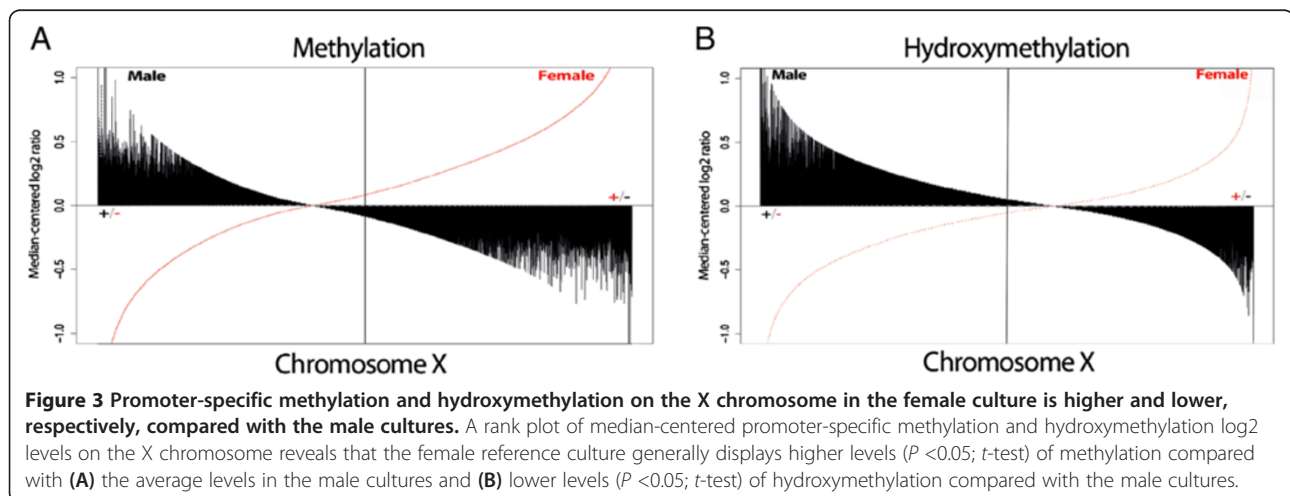 A
Methylation
Median-centered log2 ratio
1.0
0.5
0.0
-0.5
-1.0
Male
Female
+/-
+/-
Chromosome X
B
Hydroxymethylation
Median-centered log2 ratio
1.0
0.5
0.0
-0.5
-1.0
Male
Female
+/-
+/-
Chromosome X
Figure 3 Promoter-specific methylation and hydroxymethylation on the X chromosome in the female culture is higher and lower,
respectively, compared with the male cultures. A rank plot of median-centered promoter-specific methylation and hydroxymethylation log2
levels on the X chromosome reveals that the female reference culture generally displays higher levels (P <0.05; t-test) of methylation compared
with (A) the average levels in the male cultures and (B) lower levels (P <0.05; t-test) of hydroxymethylation compared with the male cultures.